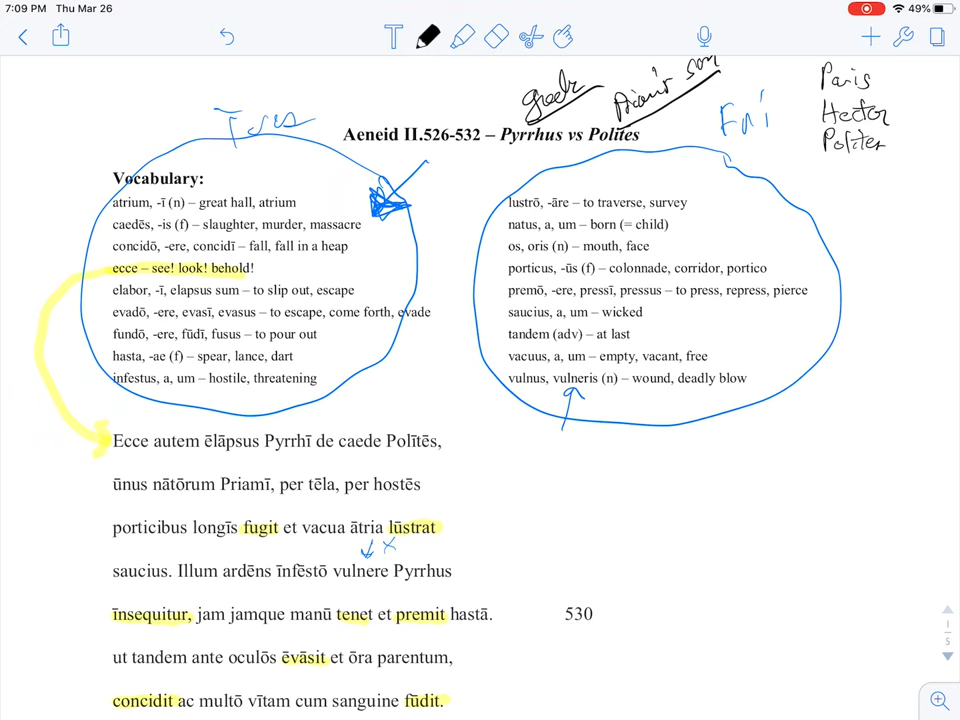 7:09 PM Thu Mar 26
49%
T
greek
Priam's son
Paris
Hector
Polites
Aeneid II.526-532 – Pyrrhus vs Polītes
Vocabulary:
atrium, -ī (n) – great hall, atrium
caedēs, -is (f) – slaughter, murder, massacre
concidō, -ere, concidī – fall, fall in a heap
ecce – see! look! behold!
elabor, -ī, elapsus sum – to slip out, escape
evadō, -ere, evasī, evasus – to escape, come forth, evade
fundō, -ere, fūdī, fusus – to pour out
hasta, -ae (f) – spear, lance, dart
infestus, a, um – hostile, threatening
lustrō, -āre – to traverse, survey
natus, a, um – born (= child)
os, oris (n) – mouth, face
porticus, -ūs (f) – colonnade, corridor, portico
premō, -ere, pressī, pressus – to press, repress, pierce
saucius, a, um – wicked
tandem (adv) – at last
vacuus, a, um – empty, vacant, free
vulnus, vulneris (n) – wound, deadly blow
Ecce autem ēlāpsus Pyrrhī de caede Polītēs,
ūnus nātōrum Priamī, per tēla, per hostēs
porticibus longīs fugit et vacua ātria lūstrat
saucius. Illum ardēns īnfēstō vulnere Pyrrhus
īnsequitur, jam jamque manū tenet et premit hastā. 530
ut tandem ante oculōs ēvāsit et ōra parentum,
concidit ac multō vītam cum sanguine fūdit.
1
5